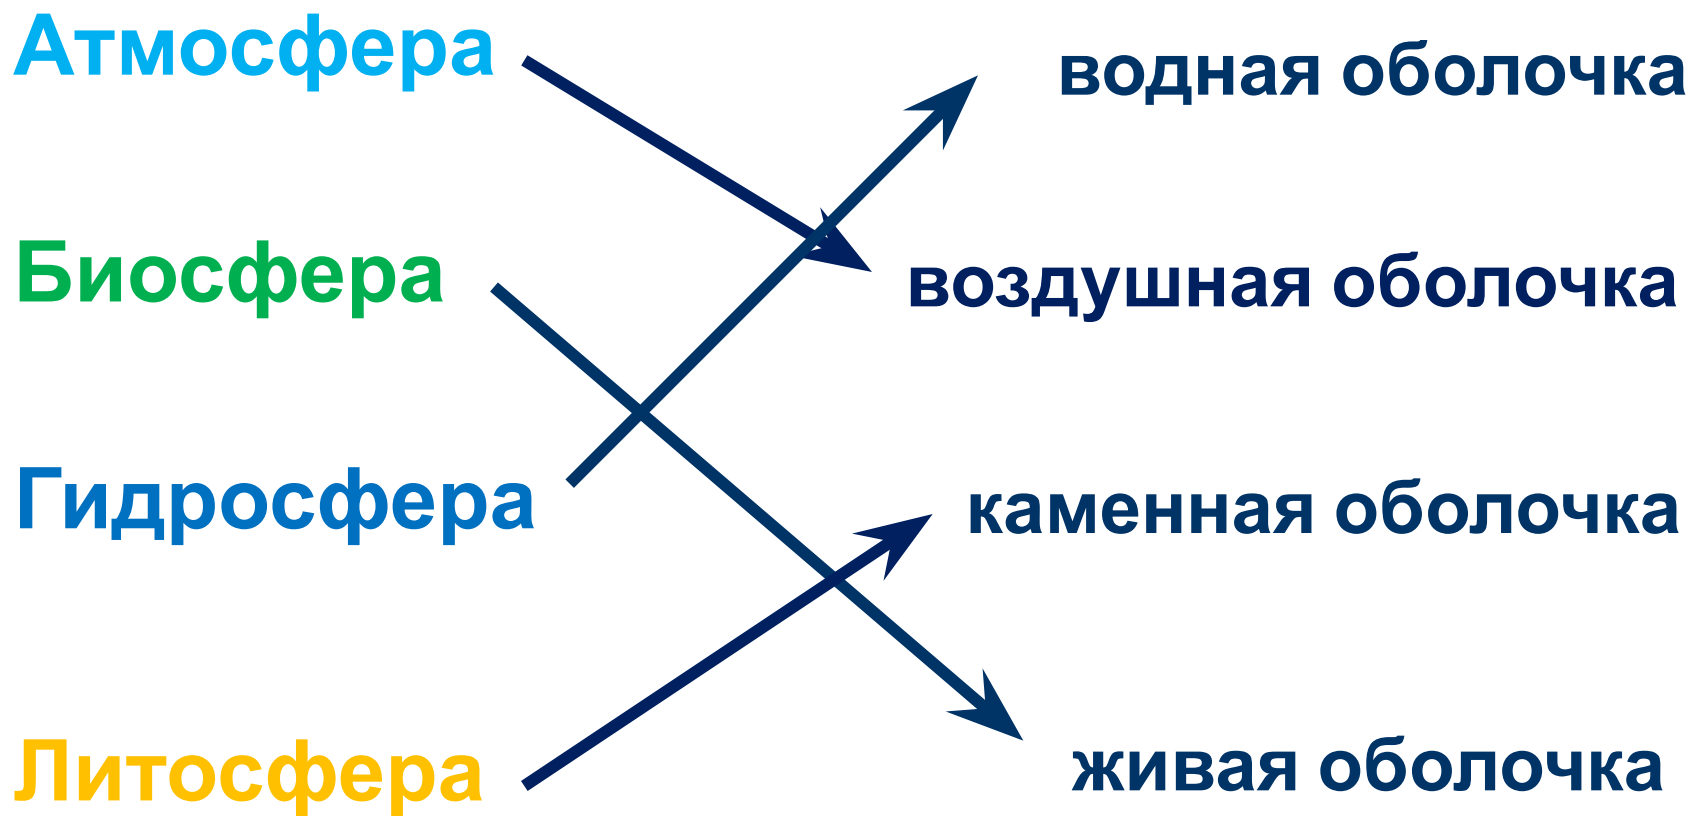 Атмосфера
водная оболочка
Биосфера
воздушная оболочка
Гидросфера
каменная оболочка
Литосфера
живая оболочка